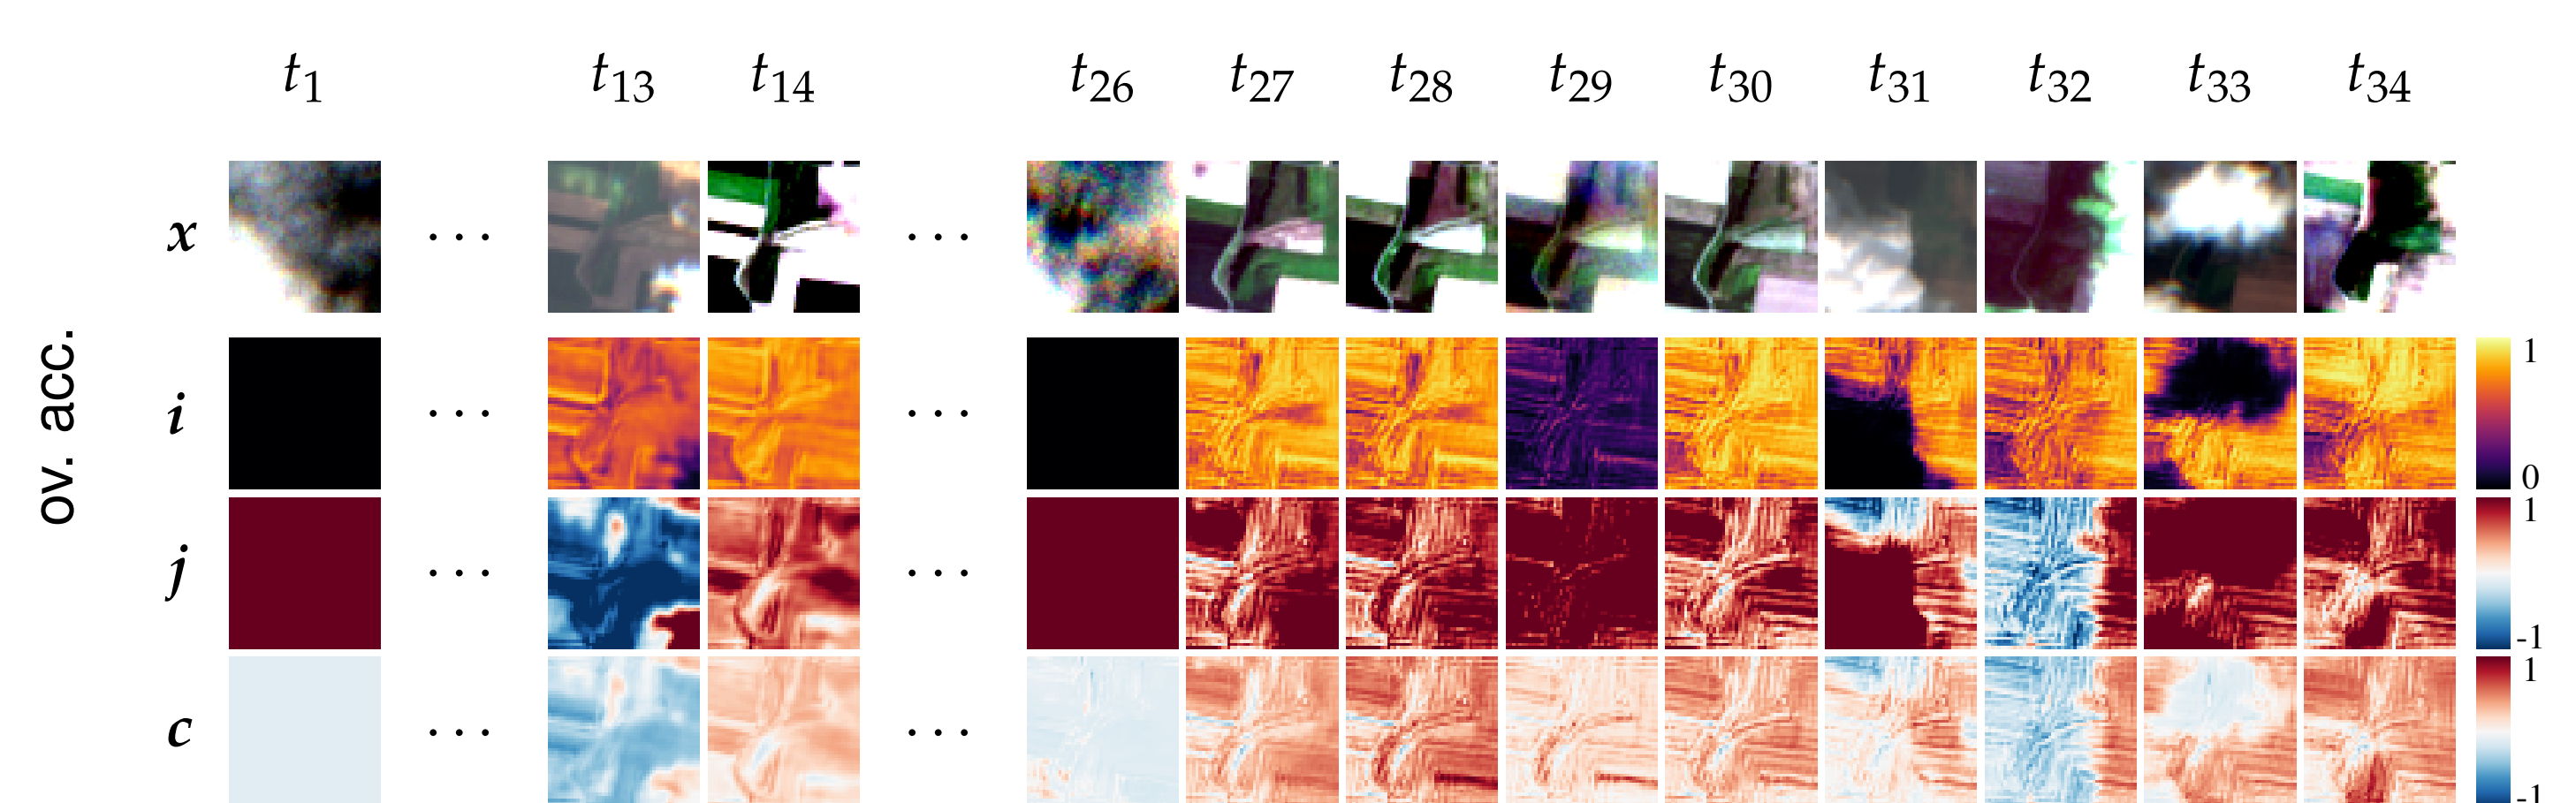 t1 t13 t14 t26 t27 t28 t29 t30 t31 t32 t33 t34
x ... ...
ov. acc.
i ... ... 1 0
j ... ... 1 -1
c ... ... 1 -1